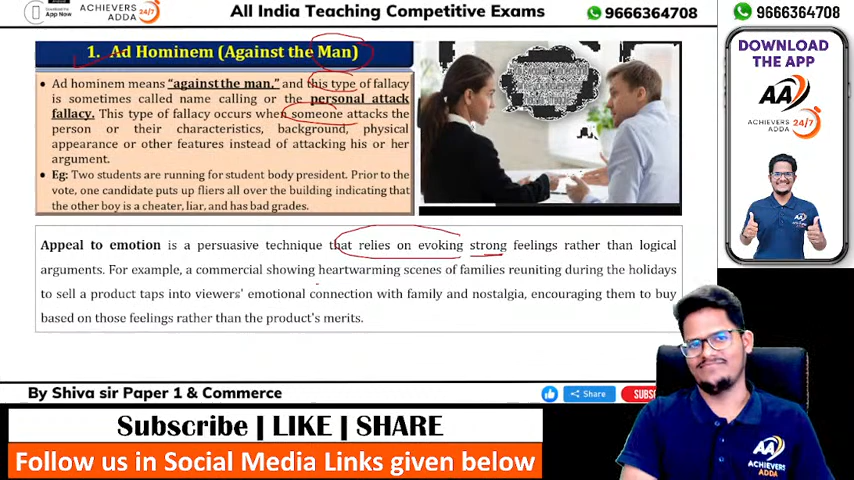 Download the
App Now
ACHIEVERS
ADDA
24/7
All India Teaching Competitive Exams
9666364708
9666364708
1. Ad Hominem (Against the Man)
• Ad hominem means "against the man," and this type of fallacy
is sometimes called name calling or the personal attack
fallacy. This type of fallacy occurs when someone attacks the
person or their characteristics, background, physical
appearance or other features instead of attacking his or her
argument.
• Eg: Two students are running for student body president. Prior to the
vote, one candidate puts up fliers all over the building indicating that
the other boy is a cheater, liar, and has bad grades.
DOWNLOAD
THE APP
AA
ACHIEVERS 24/7
ADDA
Appeal to emotion is a persuasive technique that relies on evoking strong feelings rather than logical
arguments. For example, a commercial showing heartwarming scenes of families reuniting during the holidays
to sell a product taps into viewers' emotional connection with family and nostalgia, encouraging them to buy
based on those feelings rather than the product's merits.
By Shiva sir Paper 1 & Commerce
Share
SUBSC
Subscribe | LIKE | SHARE
Follow us in Social Media Links given below
AA
ACHIEVERS
ADDA